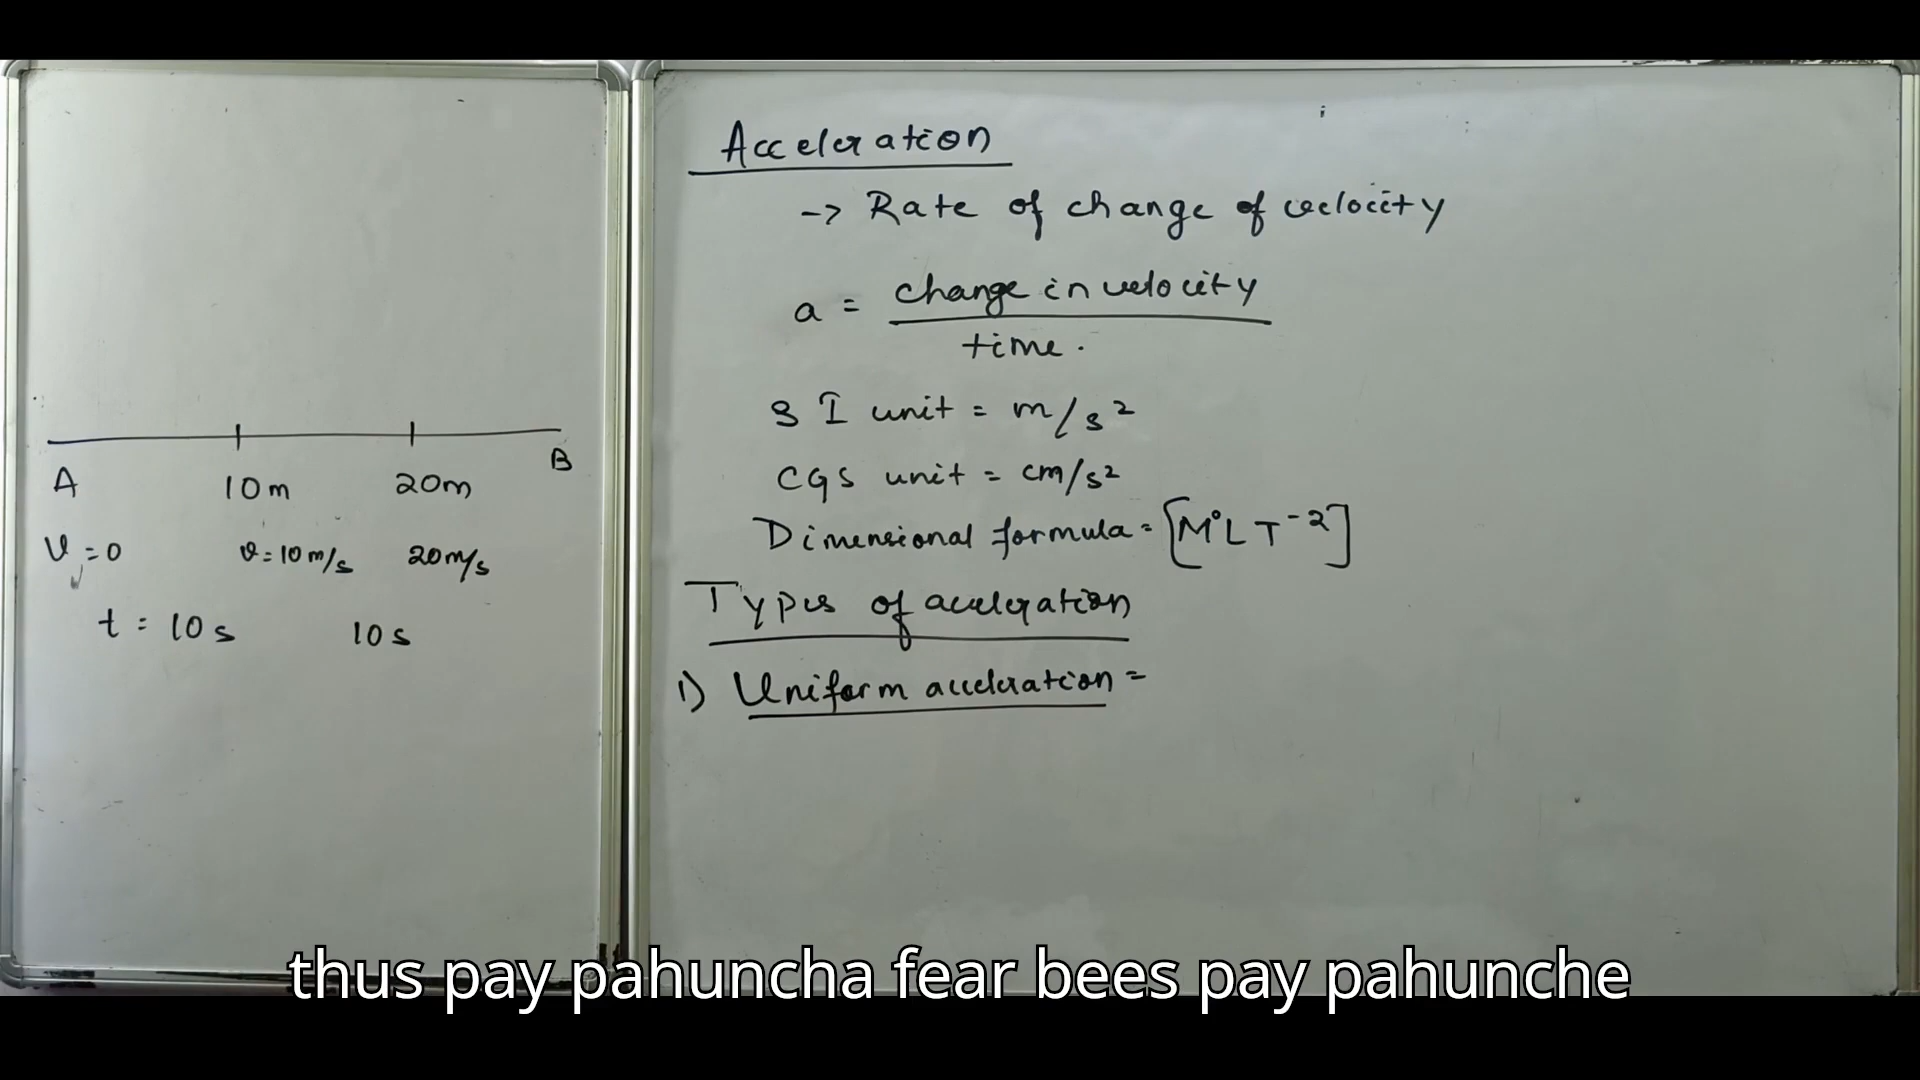 A 10m 20m B
v=0 v=10m/s 20m/s
t = 10s 10s
Acceleration
-> Rate of change of velocity
a = change in velocity
time.
SI unit = m/s²
CGS unit = cm/s²
Dimensional formula = [M⁰LT⁻²]
Types of acceleration
1) Uniform acceleration =
thus pay pahuncha fear bees pay pahunche